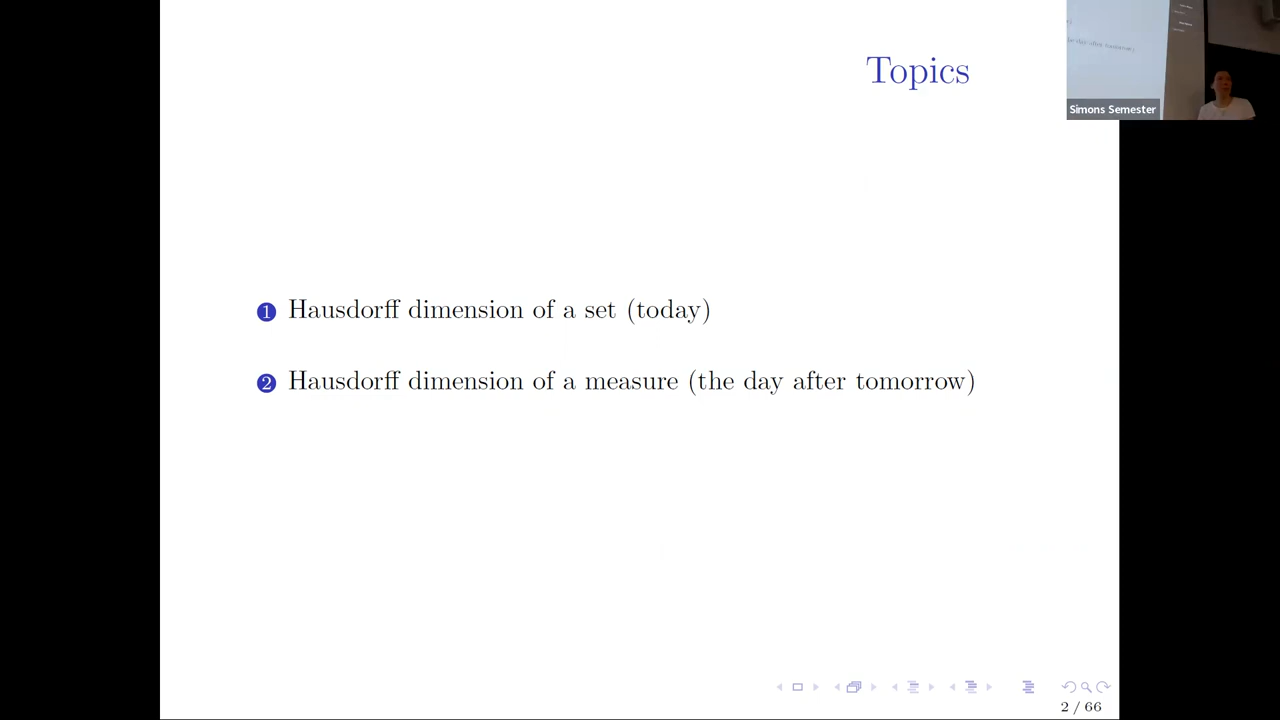 Topics
Simons Semester
1 Hausdorff dimension of a set (today)
2 Hausdorff dimension of a measure (the day after tomorrow)
2 / 66